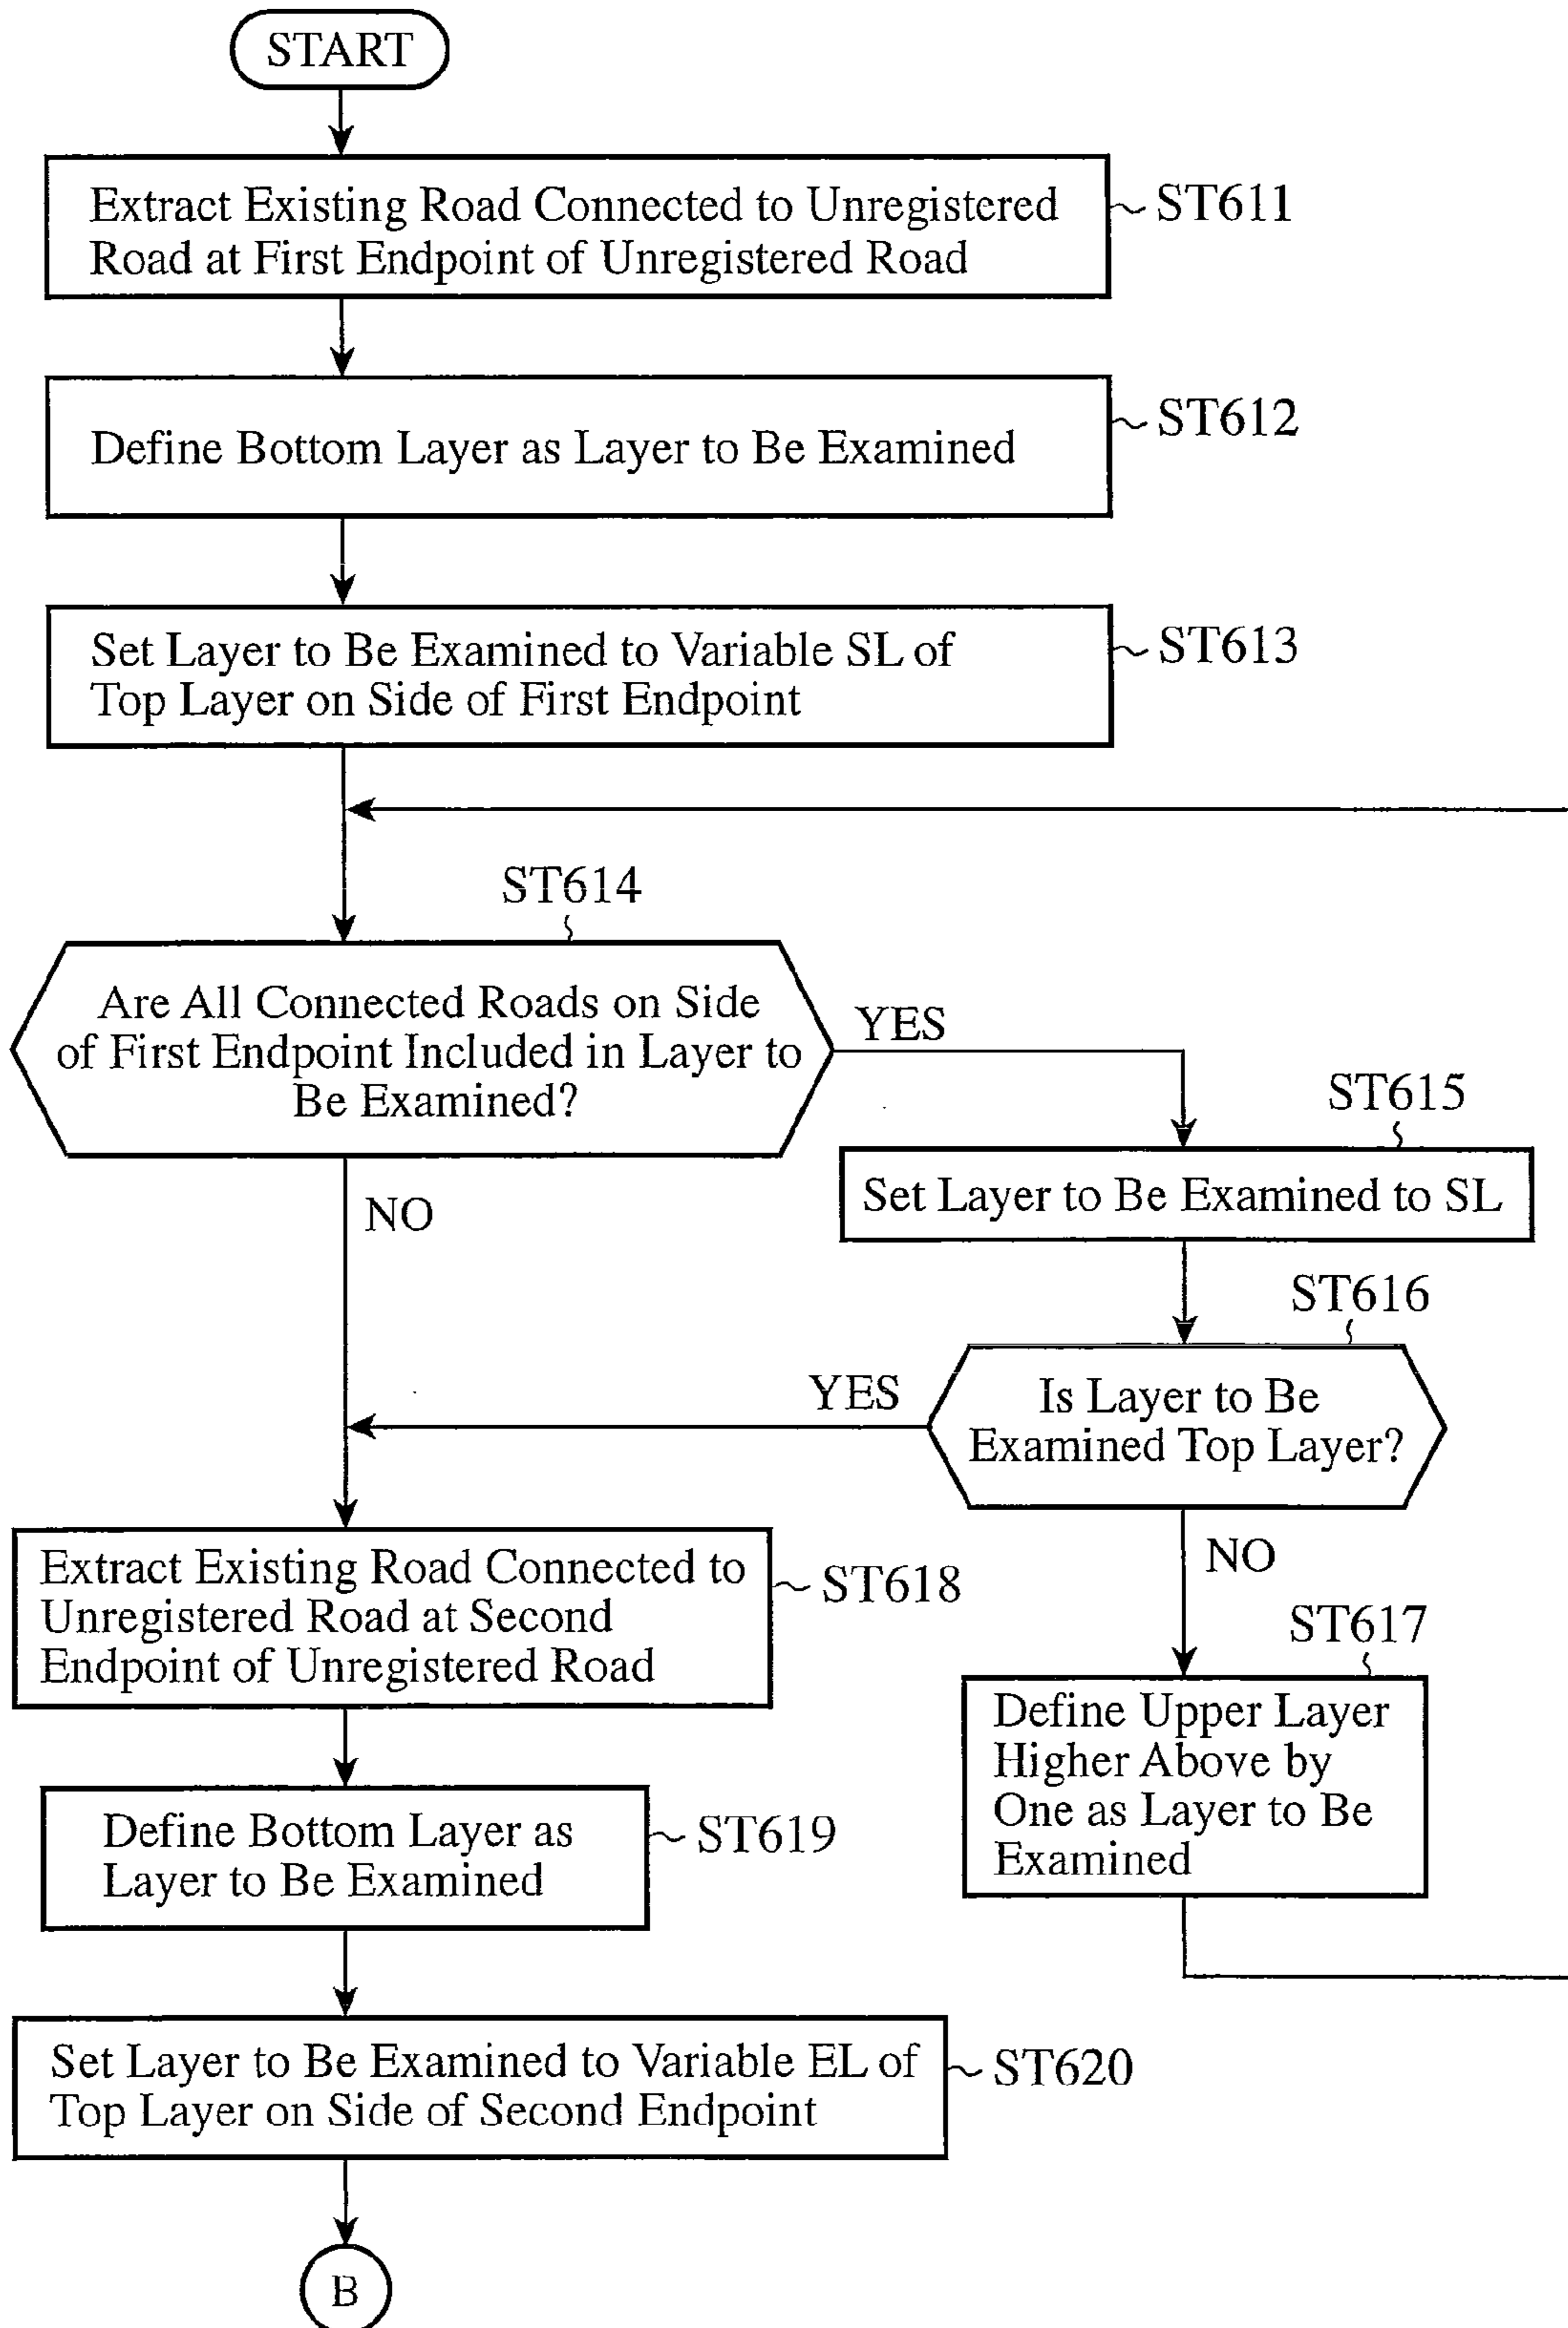 START
Extract Existing Road Connected to Unregistered
Road at First Endpoint of Unregistered Road
ST611
Define Bottom Layer as Layer to Be Examined
ST612
Set Layer to Be Examined to Variable SL of
Top Layer on Side of First Endpoint
ST613
ST614
Are All Connected Roads on Side
of First Endpoint Included in Layer to
Be Examined?
YES
NO
ST615
Set Layer to Be Examined to SL
ST616
Is Layer to Be
Examined Top Layer?
YES
NO
ST617
Define Upper Layer
Higher Above by
One as Layer to Be
Examined
Extract Existing Road Connected to
Unregistered Road at Second
Endpoint of Unregistered Road
ST618
Define Bottom Layer as
Layer to Be Examined
ST619
Set Layer to Be Examined to Variable EL of
Top Layer on Side of Second Endpoint
ST620
B